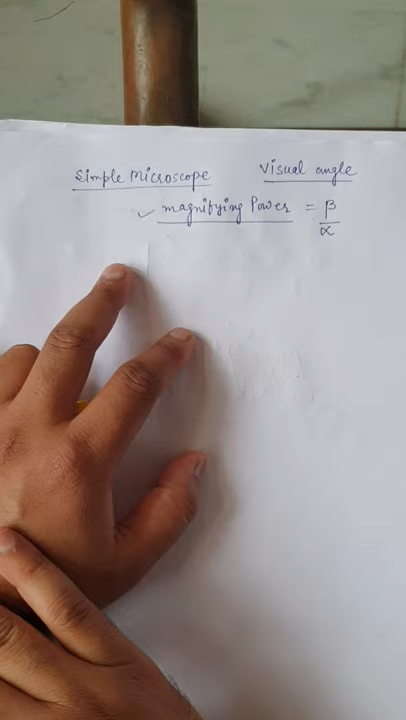 Simple Microscope Visual angle
✓ magnifying Power = β/α